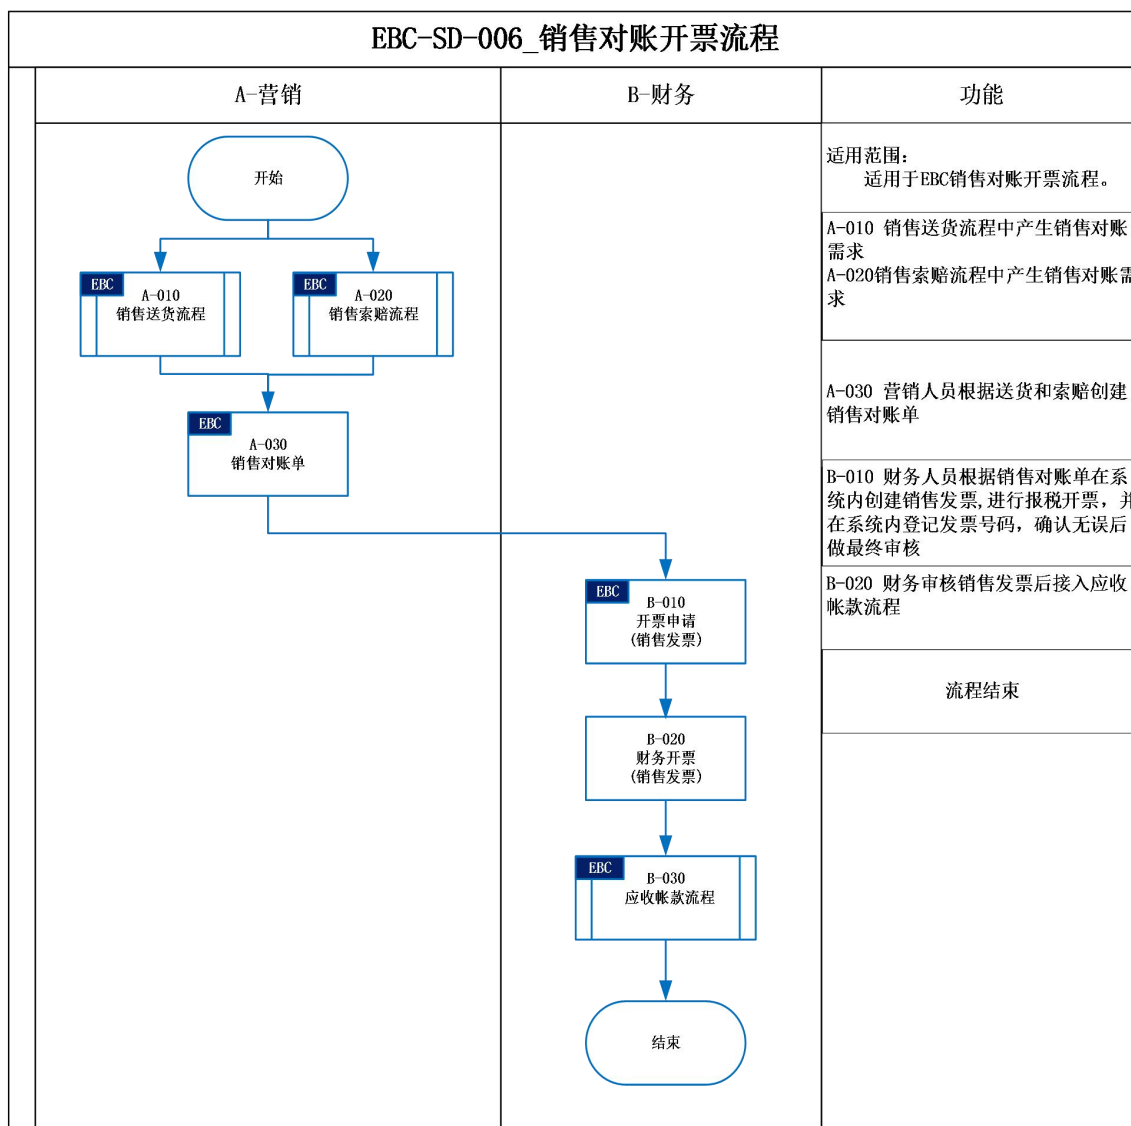 EBC-SD-006_销售对账开票流程
A-营销
B-财务
功能
开始
EBC
A-010
销售送货流程
EBC
A-020
销售索赔流程
EBC
A-030
销售对账单
EBC
B-010
开票申请
(销售发票)
B-020
财务开票
(销售发票)
EBC
B-030
应收帐款流程
结束
适用范围：
适用于EBC销售对账开票流程。
A-010 销售送货流程中产生销售对账
需求
A-020销售索赔流程中产生销售对账需
求
A-030 营销人员根据送货和索赔创建
销售对账单
B-010 财务人员根据销售对账单在系
统内创建销售发票,进行报税开票，并
在系统内登记发票号码，确认无误后
做最终审核
B-020 财务审核销售发票后接入应收
帐款流程
流程结束